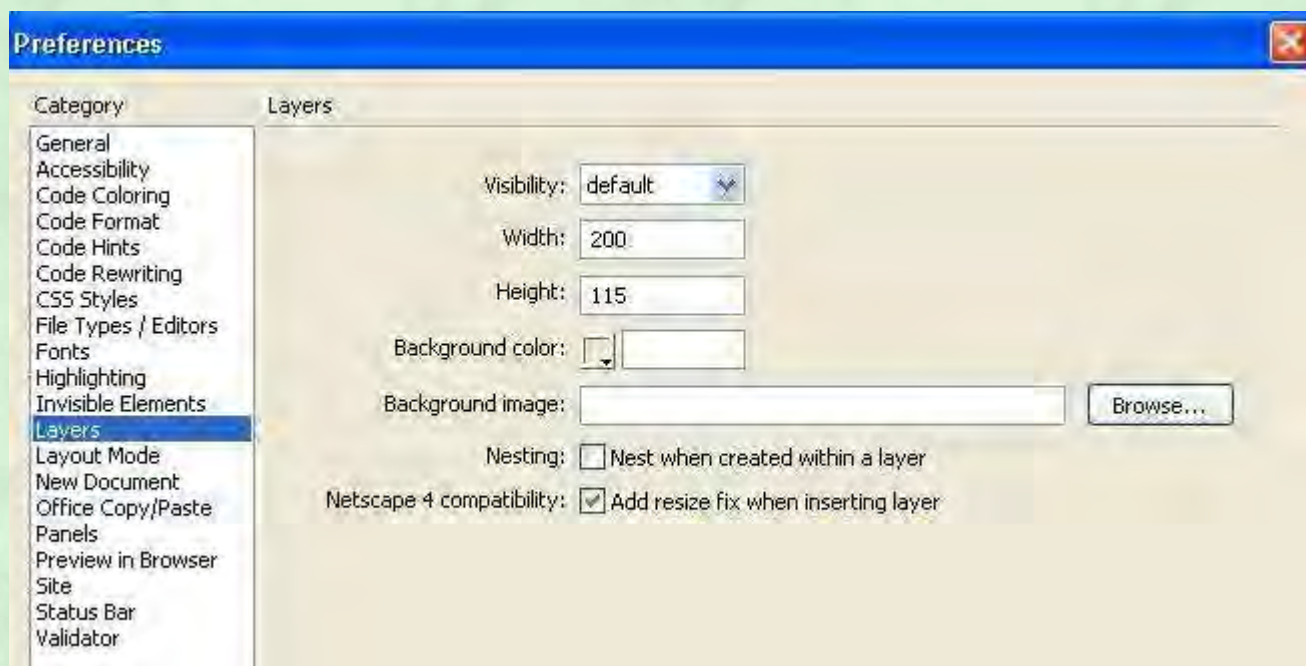 Preferences
Category
General
Accessibility
Code Coloring
Code Format
Code Hints
Code Rewriting
CSS Styles
File Types / Editors
Fonts
Highlighting
Invisible Elements
Layers
Layout Mode
New Document
Office Copy/Paste
Panels
Preview in Browser
Site
Status Bar
Validator
Layers
Visibility: default
Width: 200
Height: 115
Background color:
Background image: Browse...
Nesting: Nest when created within a layer
Netscape 4 compatibility: Add resize fix when inserting layer